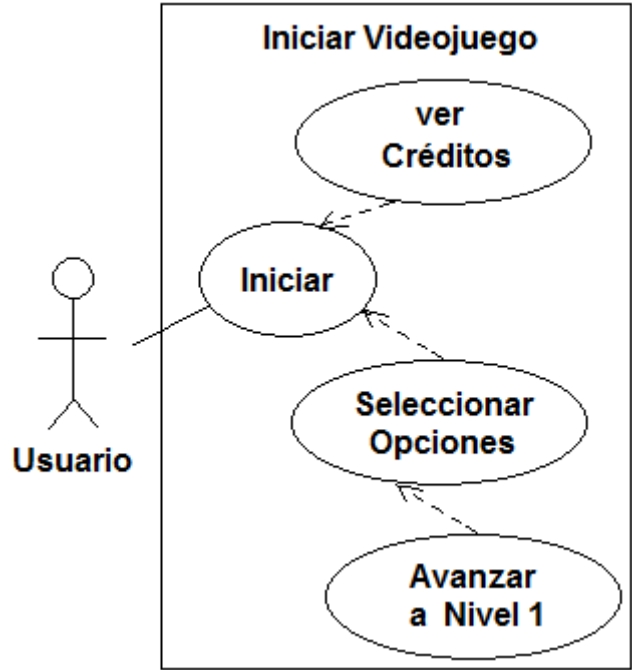 Iniciar Videojuego
ver
Créditos
Iniciar
Seleccionar
Opciones
Usuario
Avanzar
a Nivel 1